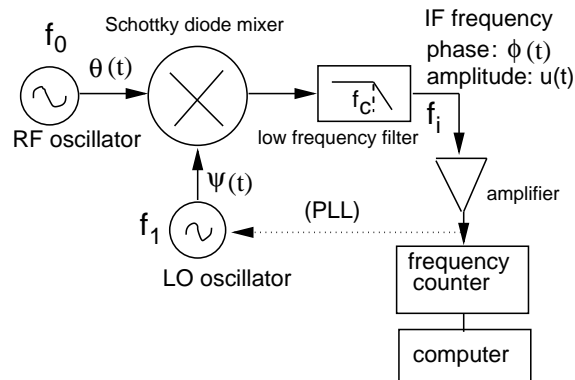 Schottky diode mixer
IF frequency
phase: ϕ(t)
amplitude: u(t)
f0
θ(t)
RF oscillator
fc
low frequency filter
fi
Ψ(t)
amplifier
(PLL)
f1
LO oscillator
frequency
counter
computer